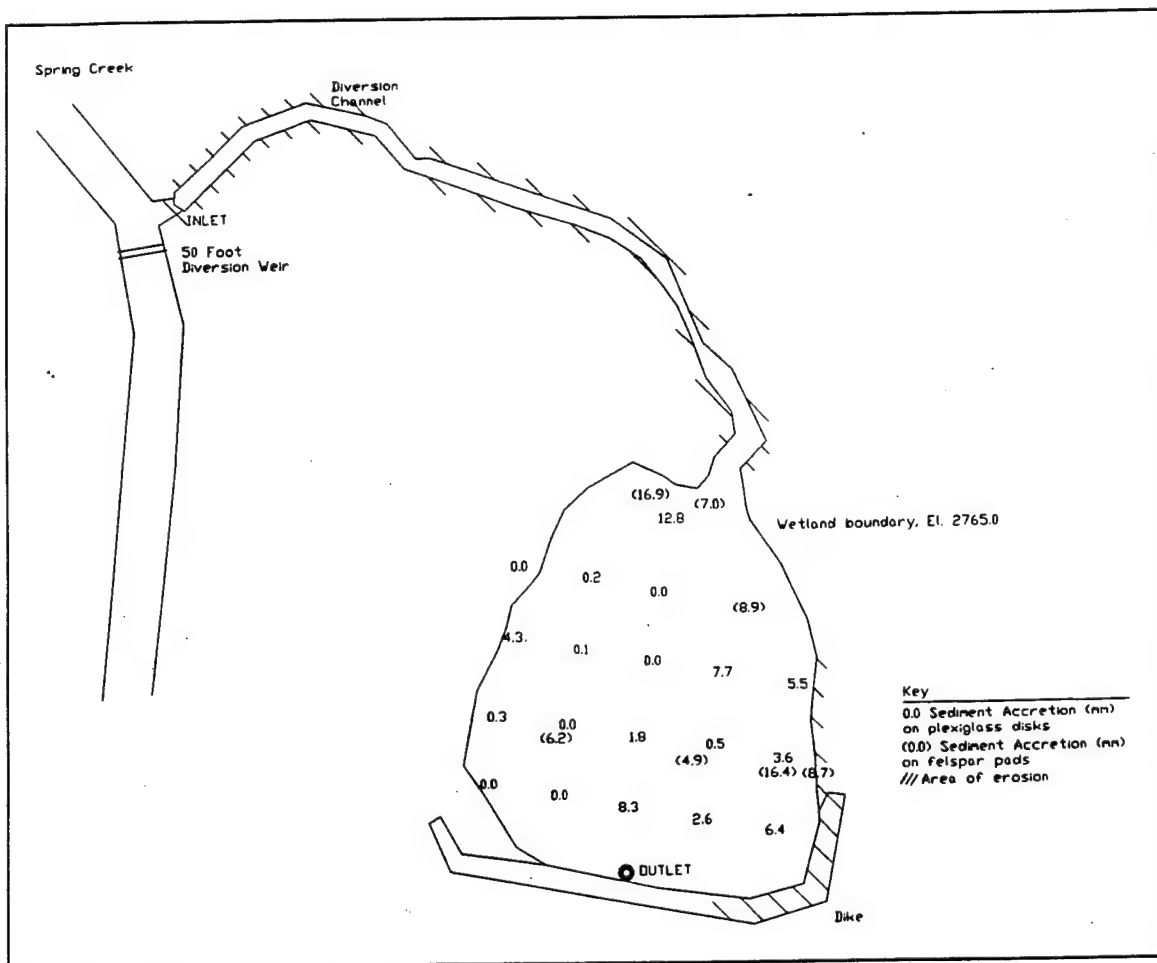 Spring Creek
Diversion
Channel
INLET
50 Foot
Diversion Weir
(16.9)
(7.0)
12.8
Wetland boundary, El. 2765.0
0.0
0.2
0.0
(8.9)
4.3
0.1
0.0
7.7
5.5
Key
0.0 Sediment Accretion (mm)
on plexiglass disks
(0.0) Sediment Accretion (mm)
on felspar pads
/// Area of erosion
0.3
0.0
(6.2)
1.8
0.5
(4.9)
3.6
(16.4) (8.7)
0.0
0.0
8.3
2.6
6.4
OUTLET
Dike